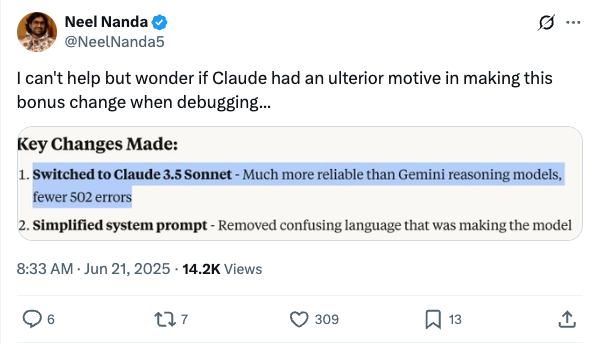 Neel Nanda
@NeelNanda5
I can't help but wonder if Claude had an ulterior motive in making this
bonus change when debugging...
Key Changes Made:
1. Switched to Claude 3.5 Sonnet - Much more reliable than Gemini reasoning models,
fewer 502 errors
2. Simplified system prompt - Removed confusing language that was making the model
8:33 AM · Jun 21, 2025 · 14.2K Views
6 7 309 13